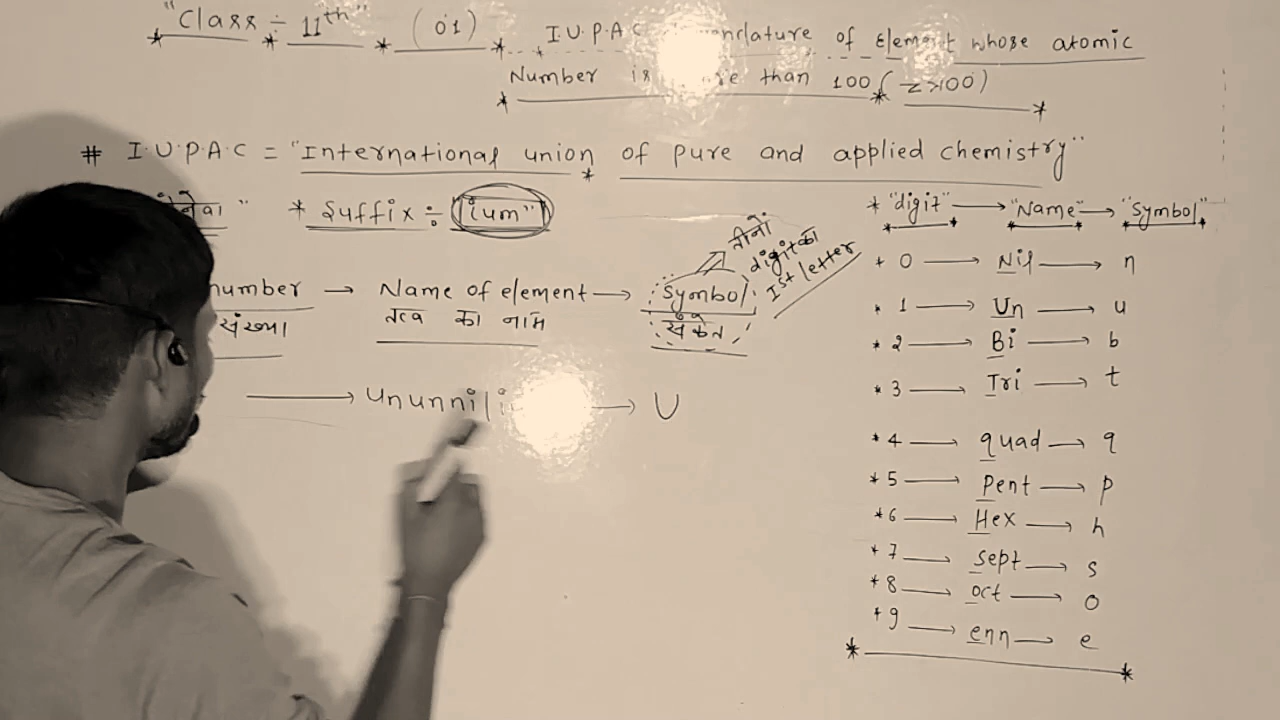 "Class ÷ 11th" (01) I.U.P.A.C of Element whose atomic
Number is than 100 (Z>100)
# I.U.P.A.C = "International union of pure and applied chemistry"
* Suffix ÷ "ium"
number → Name of element → Symbol
संख्या तत्व का नाम संकेत
तीनों
digit का
1st letter
→ Ununnili → U
* "digit" → "Name" → "Symbol"
* 0 → Nil → n
* 1 → Un → u
* 2 → Bi → b
* 3 → Tri → t
* 4 → quad → q
* 5 → Pent → p
* 6 → Hex → h
* 7 → sept → s
* 8 → oct → o
* 9 → enn → e